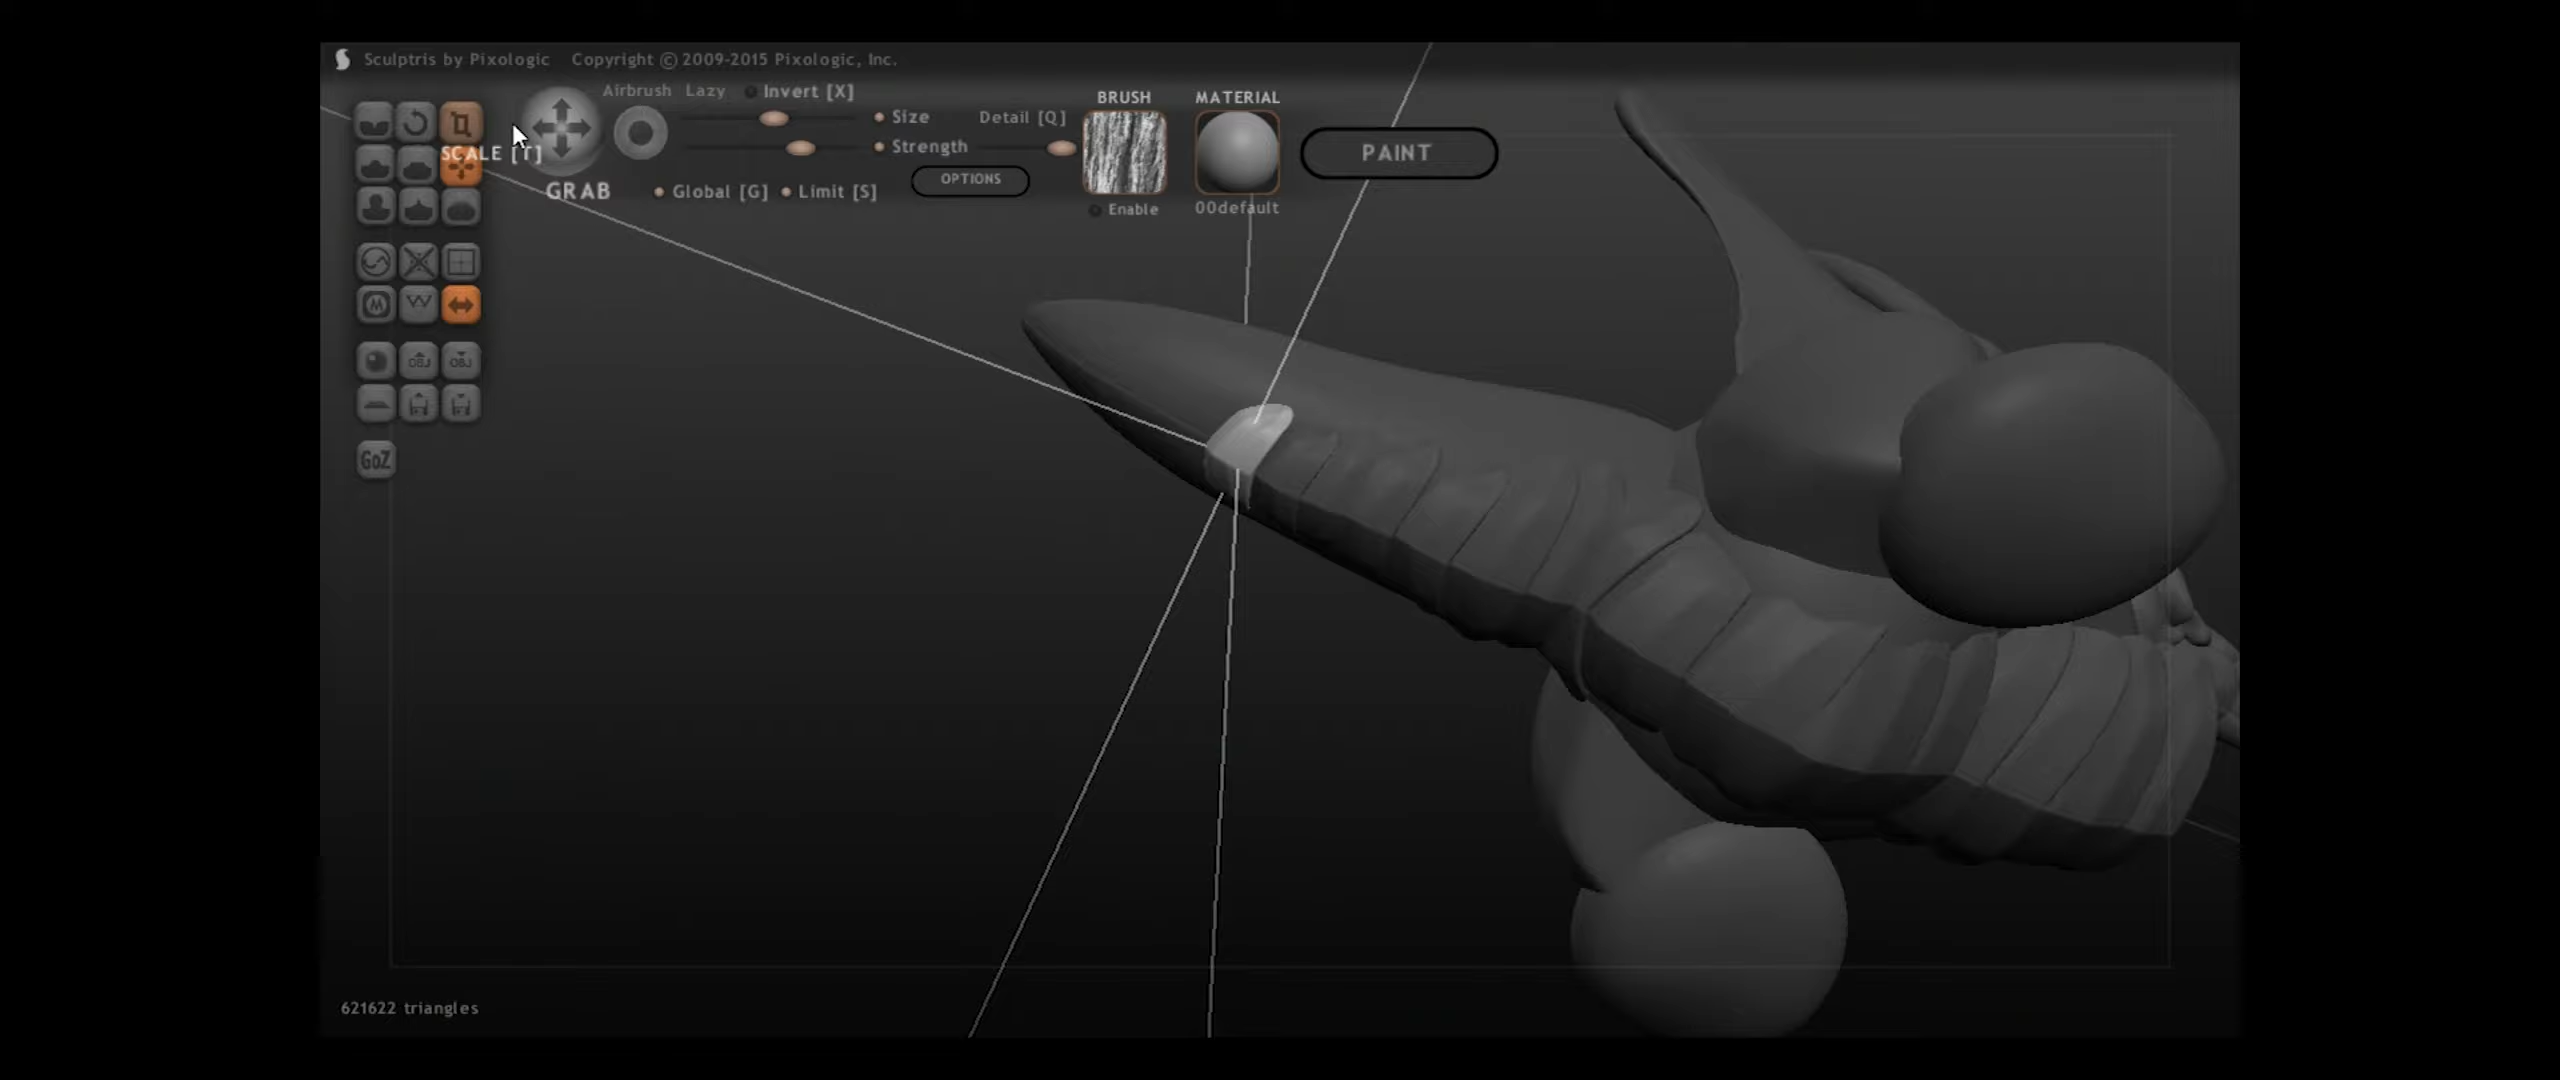 Sculptris by Pixologic Copyright © 2009-2015 Pixologic, Inc.
Airbrush Lazy Invert [X]
Size Detail [Q]
Strength
SCALE [T]
GRAB
Global [G] Limit [S]
OPTIONS
BRUSH
Enable
MATERIAL
00default
PAINT
M W
OBJ OBJ
GoZ
621622 triangles